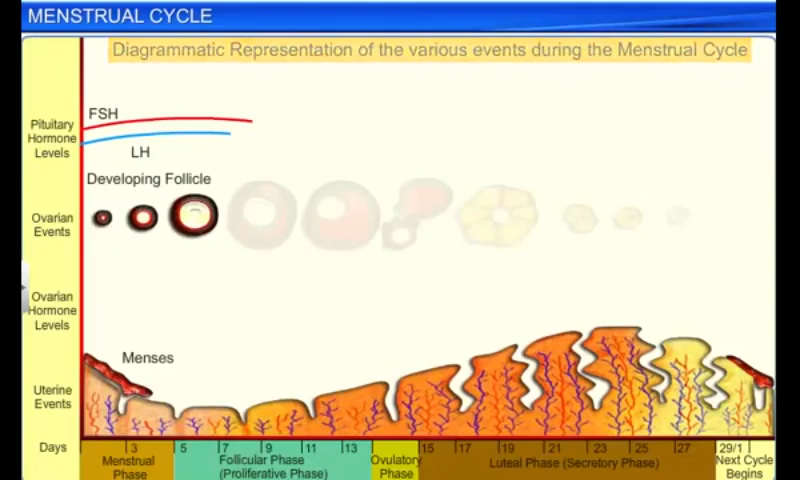 MENSTRUAL CYCLE
Diagrammatic Representation of the various events during the Menstrual Cycle
FSH
Pituitary
Hormone
Levels
LH
Developing Follicle
Ovarian
Events
Ovarian
Hormone
Levels
Menses
Uterine
Events
Days 3 5 7 9 11 13 15 17 19 21 23 25 27 29/1
Menstrual
Phase
Follicular Phase
(Proliferative Phase)
Ovulatory
Phase
Luteal Phase (Secretory Phase)
Next Cycle
Begins